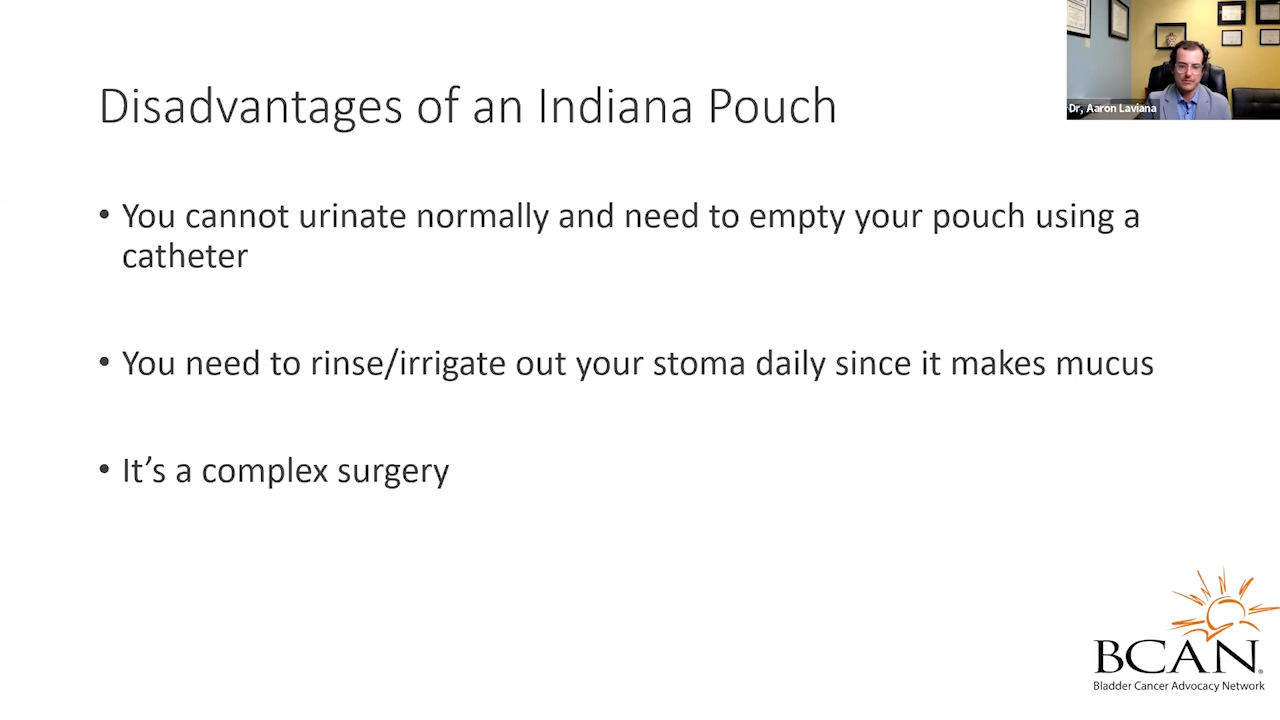 Dr, Aaron Laviana
Disadvantages of an Indiana Pouch
• You cannot urinate normally and need to empty your pouch using a
catheter
• You need to rinse/irrigate out your stoma daily since it makes mucus
• It’s a complex surgery
BCAN®
Bladder Cancer Advocacy Network